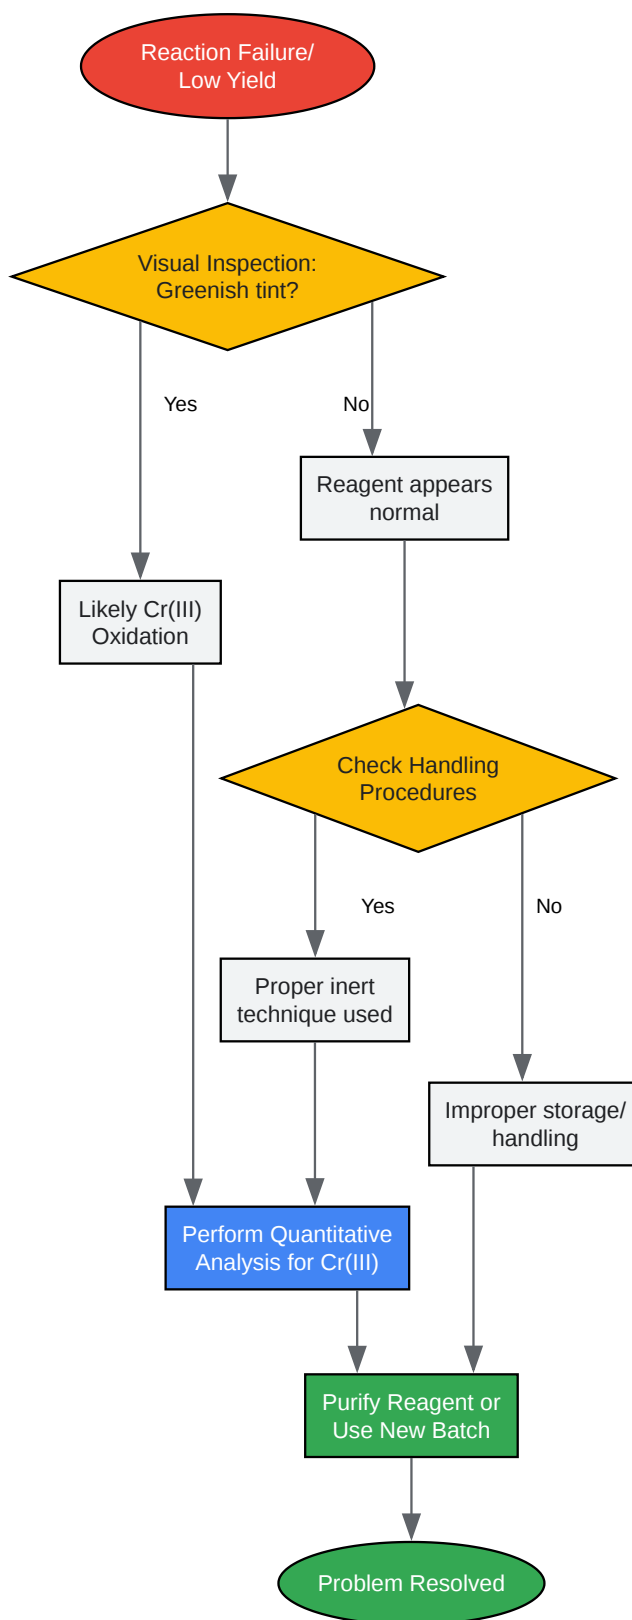 Reaction Failure/
Low Yield
Visual Inspection:
Greenish tint?
Yes
No
Reagent appears
normal
Likely Cr(III)
Oxidation
Check Handling
Procedures
Yes
No
Proper inert
technique used
Improper storage/
handling
Perform Quantitative
Analysis for Cr(III)
Purify Reagent or
Use New Batch
Problem Resolved